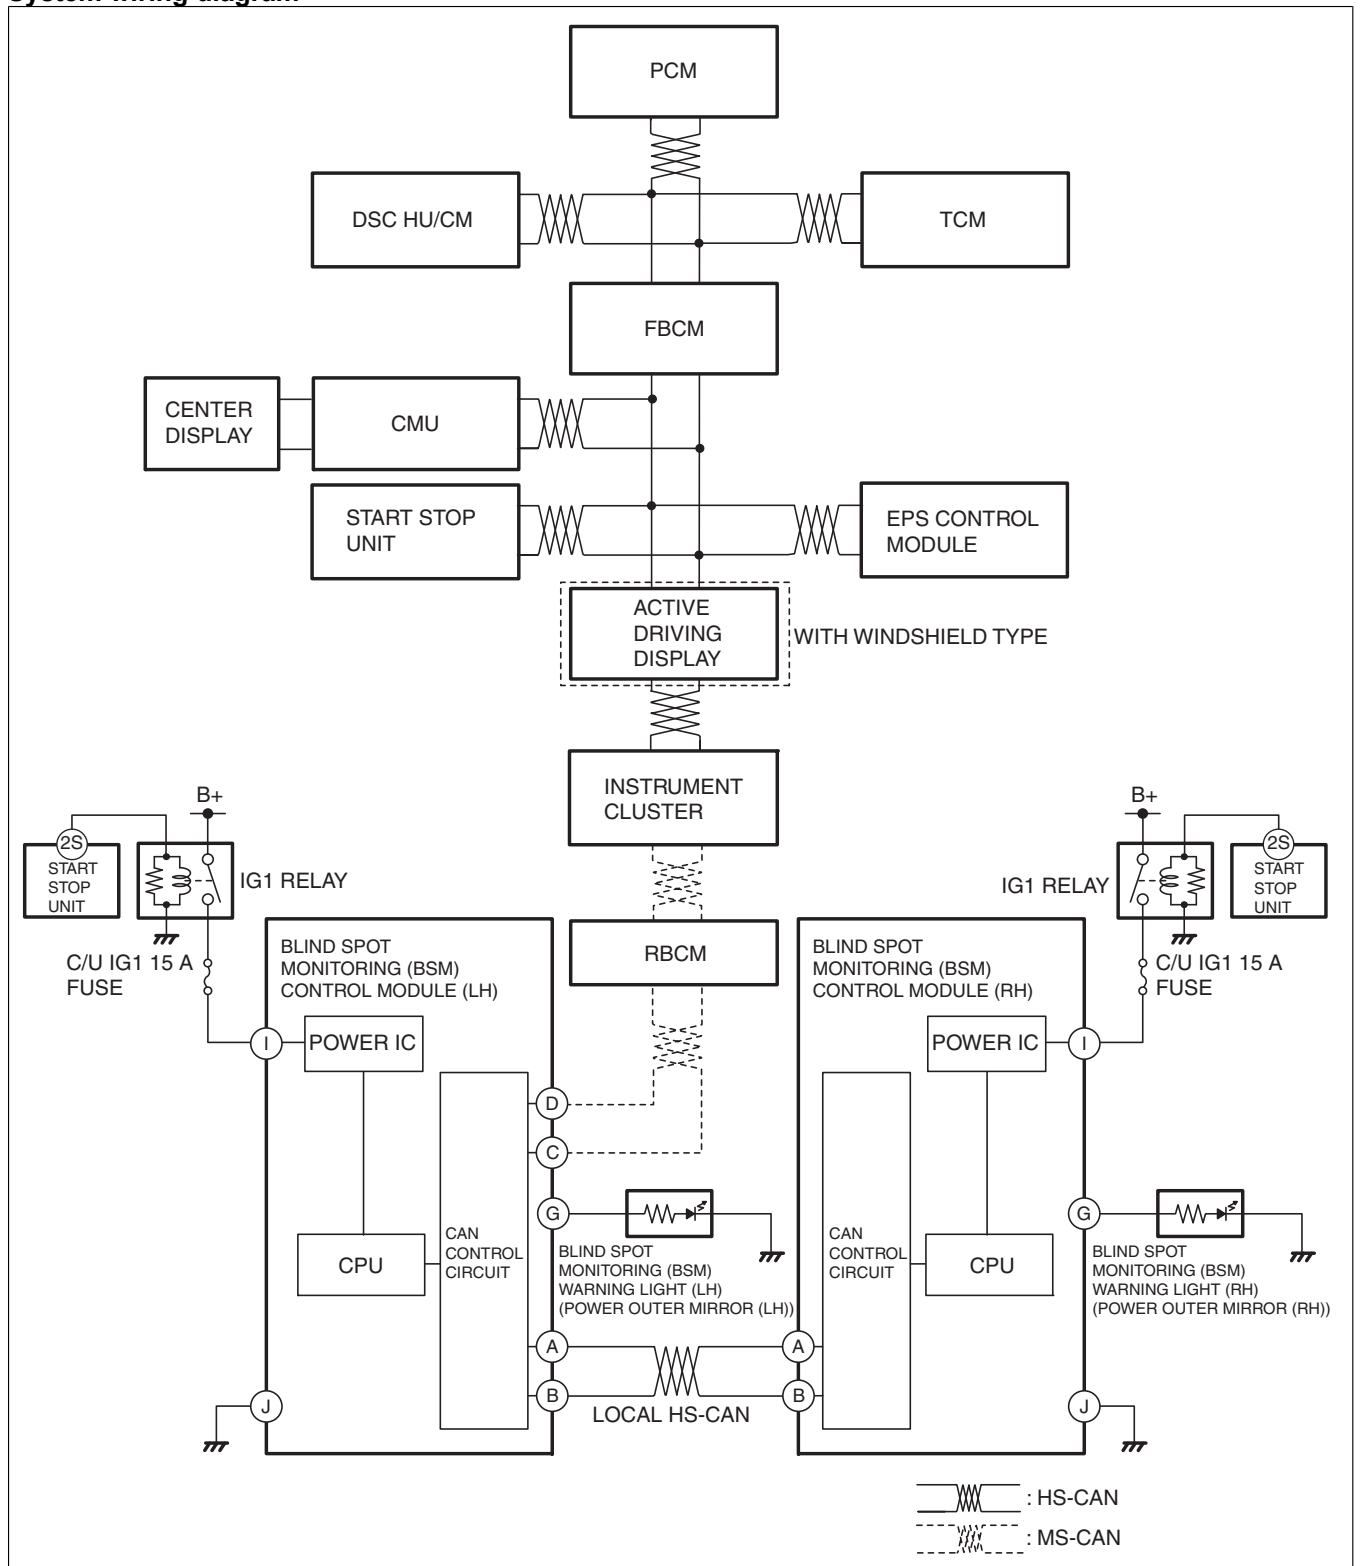 System wiring diagram
PCM
DSC HU/CM
TCM
FBCM
CENTER
DISPLAY
CMU
START STOP
UNIT
EPS CONTROL
MODULE
ACTIVE
DRIVING
DISPLAY
WITH WINDSHIELD TYPE
INSTRUMENT
CLUSTER
B+
2S
START
STOP
UNIT
IG1 RELAY
C/U IG1 15 A
FUSE
B+
2S
START
STOP
UNIT
IG1 RELAY
C/U IG1 15 A
FUSE
RBCM
BLIND SPOT
MONITORING (BSM)
CONTROL MODULE (LH)
I
POWER IC
CPU
CAN
CONTROL
CIRCUIT
D
C
G
BLIND SPOT
MONITORING (BSM)
WARNING LIGHT (LH)
(POWER OUTER MIRROR (LH))
A
B
J
LOCAL HS-CAN
BLIND SPOT
MONITORING (BSM)
CONTROL MODULE (RH)
POWER IC
I
CAN
CONTROL
CIRCUIT
CPU
G
BLIND SPOT
MONITORING (BSM)
WARNING LIGHT (RH)
(POWER OUTER MIRROR (RH))
A
B
J
: HS-CAN
: MS-CAN